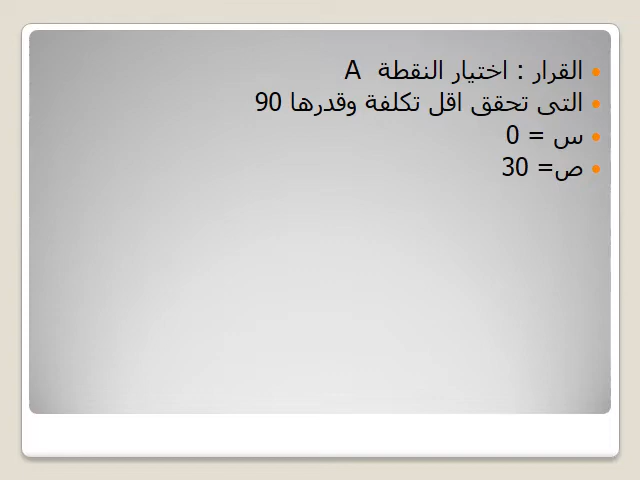 القرار : اختيار النقطة A
التى تحقق اقل تكلفة وقدرها 90
س = 0
ص= 30